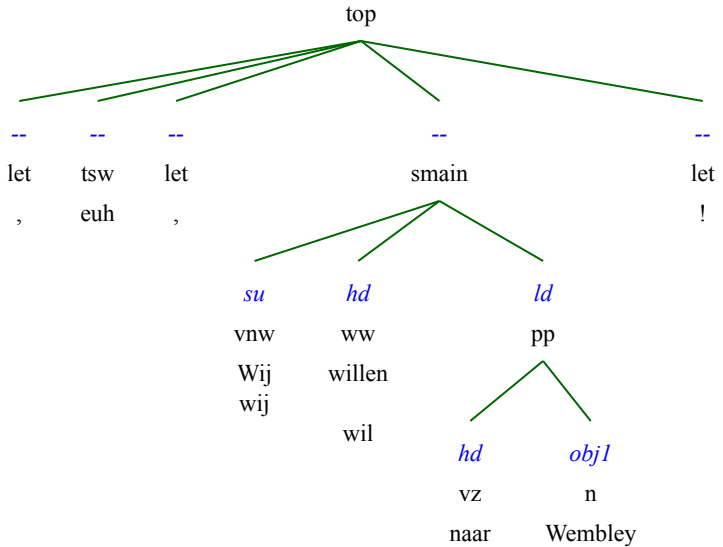 top
-- -- -- -- --
let tsw let smain let
, euh , !
su hd ld
vnw ww pp
Wij willen
wij
wil
hd obj1
vz n
naar Wembley